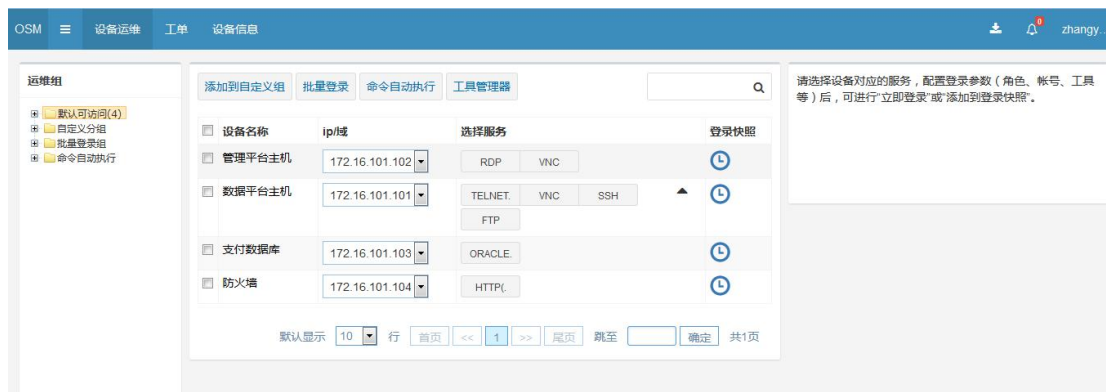 OSM 设备运维 工单 设备信息 0 zhangy..
运维组
默认可访问(4)
自定义分组
批量登录组
命令自动执行
添加到自定义组 批量登录 命令自动执行 工具管理器
设备名称 ip/域 选择服务 登录快照
管理平台主机 172.16.101.102 RDP VNC
数据平台主机 172.16.101.101 TELNET. VNC SSH
FTP
支付数据库 172.16.101.103 ORACLE.
防火墙 172.16.101.104 HTTP(.
默认显示 10 行 首页 << 1 >> 尾页 跳至 确定 共1页
请选择设备对应的服务，配置登录参数（角色、帐号、工具
等）后，可进行“立即登录”或“添加到登录快照”。